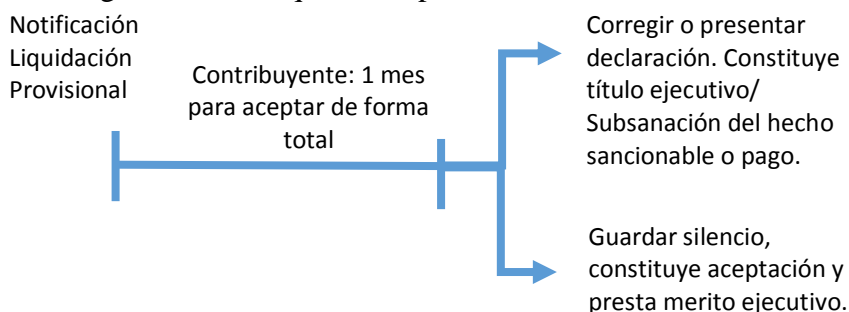 Notificación
Liquidación
Provisional
Contribuyente: 1 mes
para aceptar de forma
total
Corregir o presentar
declaración. Constituye
título ejecutivo/
Subsanación del hecho
sancionable o pago.
Guardar silencio,
constituye aceptación y
presta merito ejecutivo.